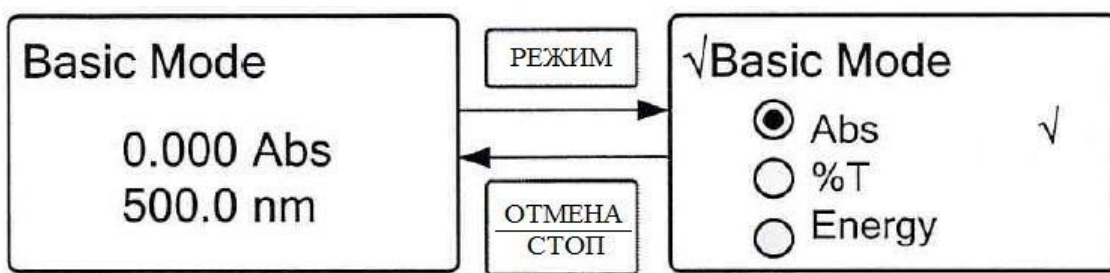 Basic Mode
0.000 Abs
500.0 nm
РЕЖИМ
ОТМЕНА
СТОП
√Basic Mode
Abs √
%T
Energy